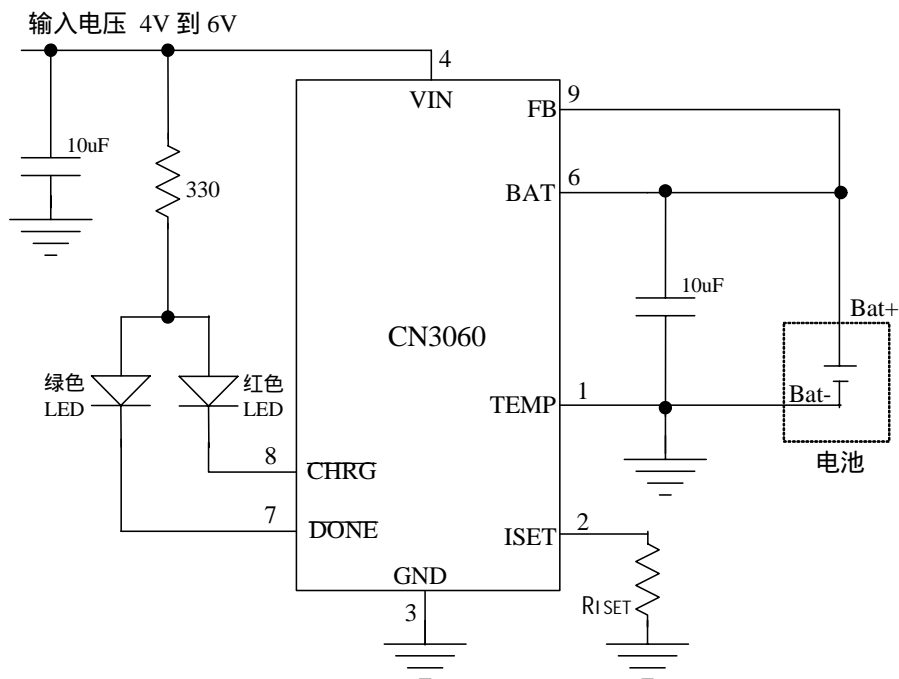 输入电压 4V 到 6V
4
VIN
FB
9
10uF
330
BAT
6
10uF
CN3060
Bat+
绿色
LED
红色
LED
TEMP
1
Bat-
电池
8
CHRG
7
DONE
ISET
2
GND
3
RISET